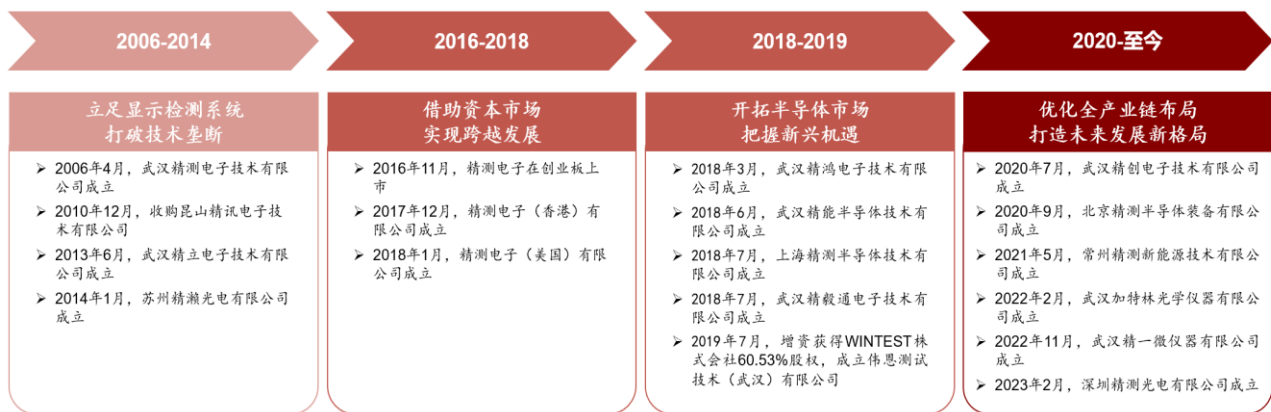 2006-2014
立足显示检测系统
打破技术垄断
➢ 2006年4月，武汉精测电子技术有限
公司成立
➢ 2010年12月，收购昆山精讯电子技
术有限公司
➢ 2013年6月，武汉精立电子技术有限
公司成立
➢ 2014年1月，苏州精濑光电有限公司
成立
2016-2018
借助资本市场
实现跨越发展
➢ 2016年11月，精测电子在创业板上
市
➢ 2017年12月，精测电子（香港）有
限公司成立
➢ 2018年1月，精测电子（美国）有限
公司成立
2018-2019
开拓半导体市场
把握新兴机遇
➢ 2018年3月，武汉精鸿电子技术有限
公司成立
➢ 2018年6月，武汉精能半导体技术有
限公司成立
➢ 2018年7月，上海精测半导体技术有
限公司成立
➢ 2018年7月，武汉精毅通电子技术有
限公司成立
➢ 2019年7月，增资获得WINTEST株
式会社60.53%股权，成立伟恩测试
技术（武汉）有限公司
2020-至今
优化全产业链布局
打造未来发展新格局
➢ 2020年7月，武汉精创电子技术有限公
司成立
➢ 2020年9月，北京精测半导体装备有限公
司成立
➢ 2021年5月，常州精测新能源技术有限公
司成立
➢ 2022年2月，武汉加特林光学仪器有限公
司成立
➢ 2022年11月，武汉精一微仪器有限公司
成立
➢ 2023年2月，深圳精测光电有限公司成立